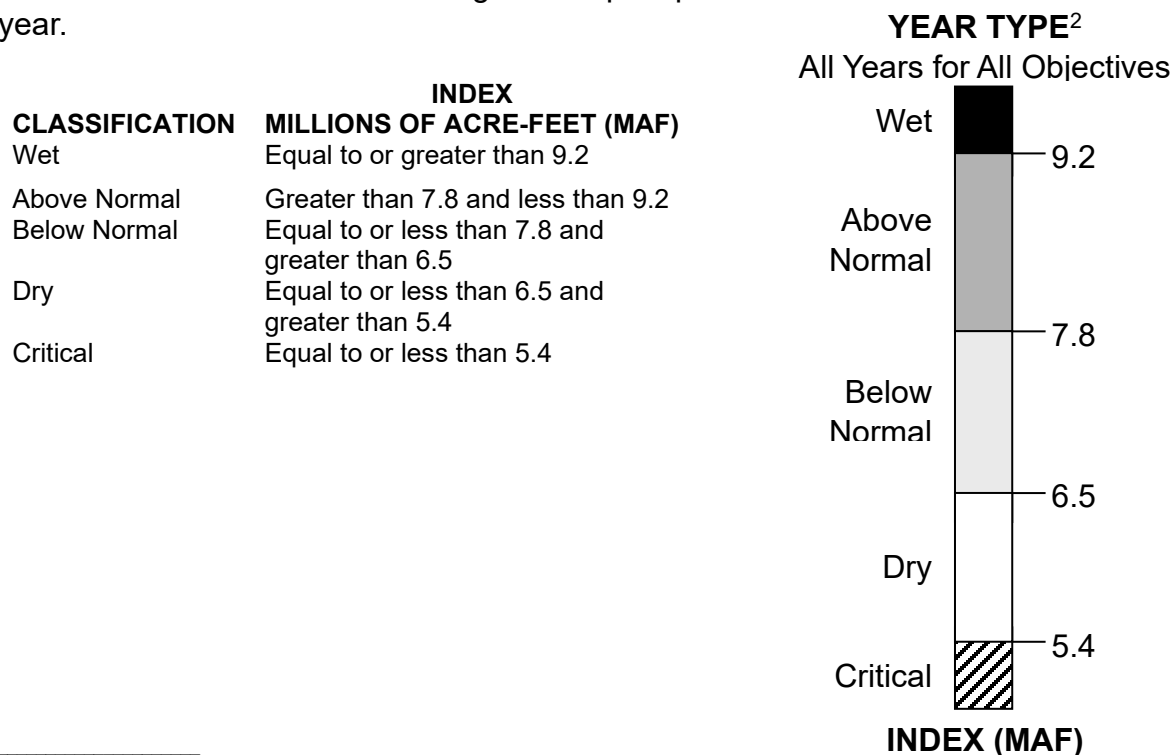 year.
INDEX
CLASSIFICATION MILLIONS OF ACRE-FEET (MAF)
Wet Equal to or greater than 9.2
Above Normal Greater than 7.8 and less than 9.2
Below Normal Equal to or less than 7.8 and
greater than 6.5
Dry Equal to or less than 6.5 and
greater than 5.4
Critical Equal to or less than 5.4
YEAR TYPE²
All Years for All Objectives
Wet
9.2
Above
Normal
7.8
Below
Normal
6.5
Dry
5.4
Critical
INDEX (MAF)